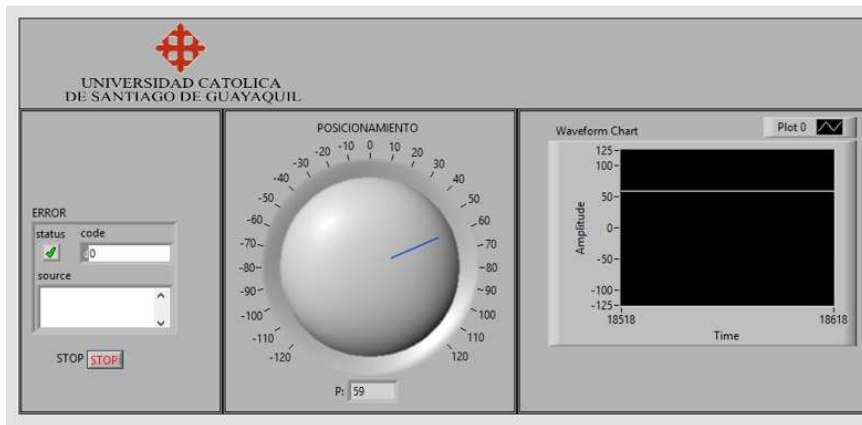 UNIVERSIDAD CATOLICA
DE SANTIAGO DE GUAYAQUIL
ERROR
status code
0
source
STOP STOP
POSICIONAMIENTO
-120
-110
-100
-90
-80
-70
-60
-50
-40
-30
-20
-10
0
10
20
30
40
50
60
70
80
90
100
110
120
P: 59
Waveform Chart
Plot 0
Amplitude
125
100
50
0
-50
-100
-125
18518 18618
Time